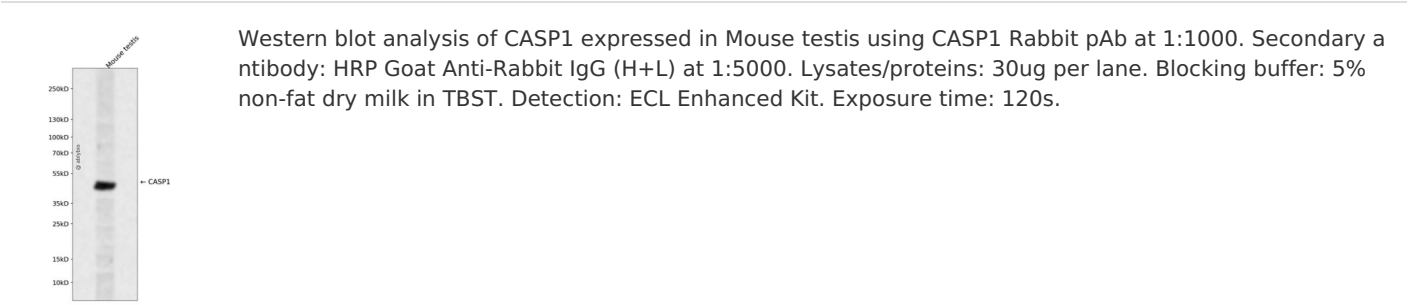 Mouse testis
Western blot analysis of CASP1 expressed in Mouse testis using CASP1 Rabbit pAb at 1:1000. Secondary a
ntibody: HRP Goat Anti-Rabbit IgG (H+L) at 1:5000. Lysates/proteins: 30ug per lane. Blocking buffer: 5%
non-fat dry milk in TBST. Detection: ECL Enhanced Kit. Exposure time: 120s.
250kD
130kD
100kD
70kD
55kD
← CASP1
35kD
25kD
15kD
10kD